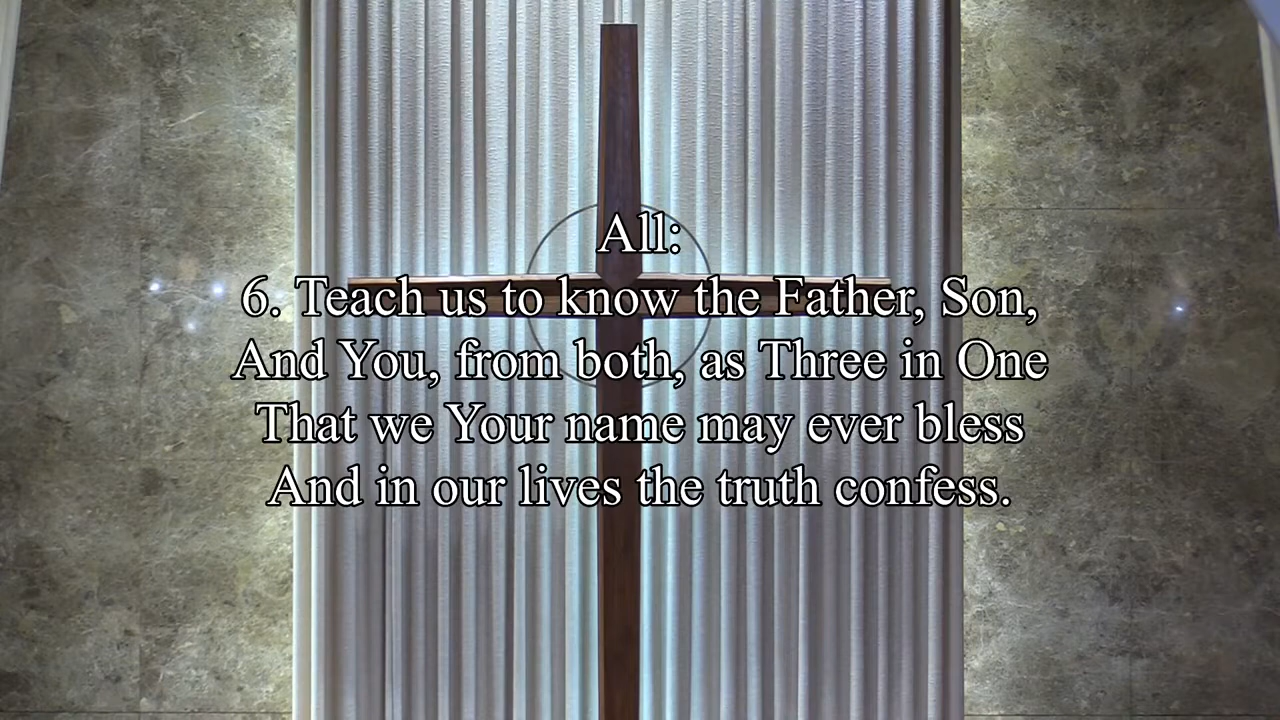 All:
6. Teach us to know the Father, Son,
And You, from both, as Three in One
That we Your name may ever bless
And in our lives the truth confess.